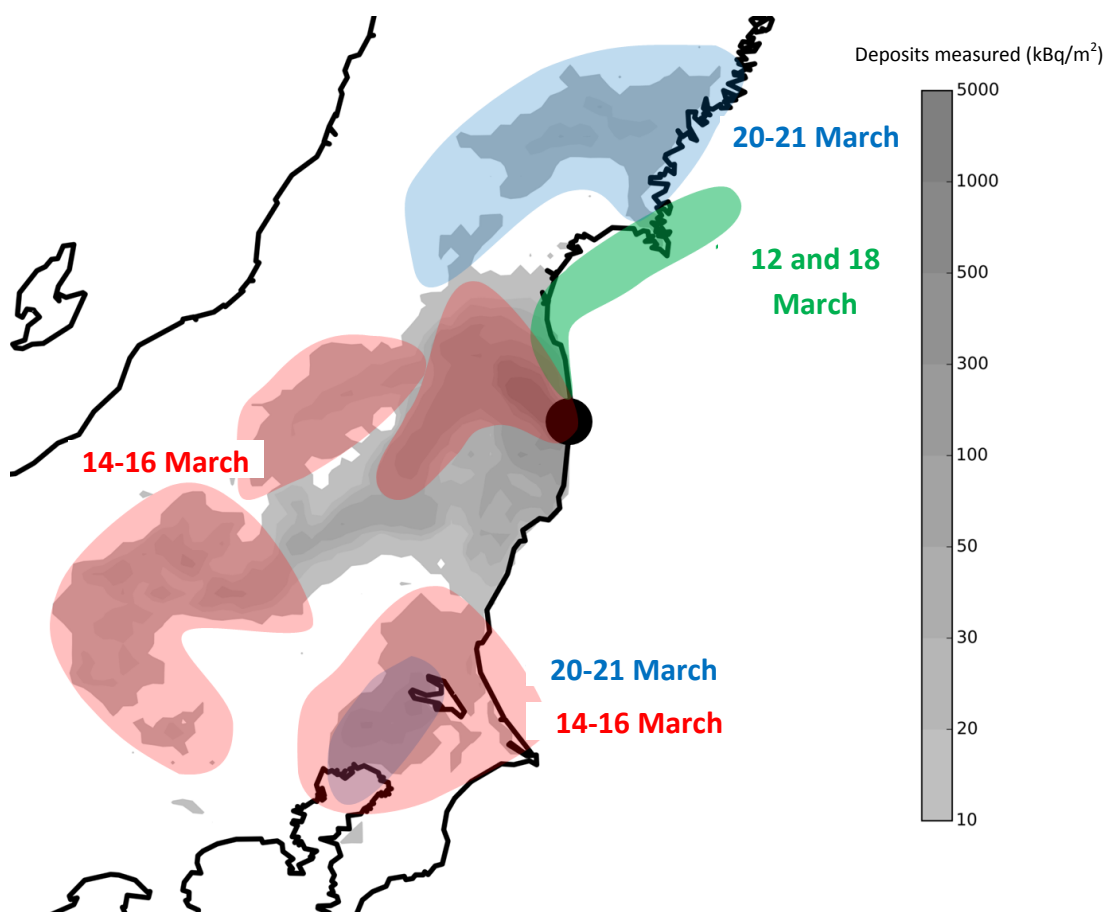 Deposits measured (kBq/m²)
5000
20-21 March
1000
12 and 18
March
500
300
14-16 March
100
50
30
20-21 March
14-16 March
20
10